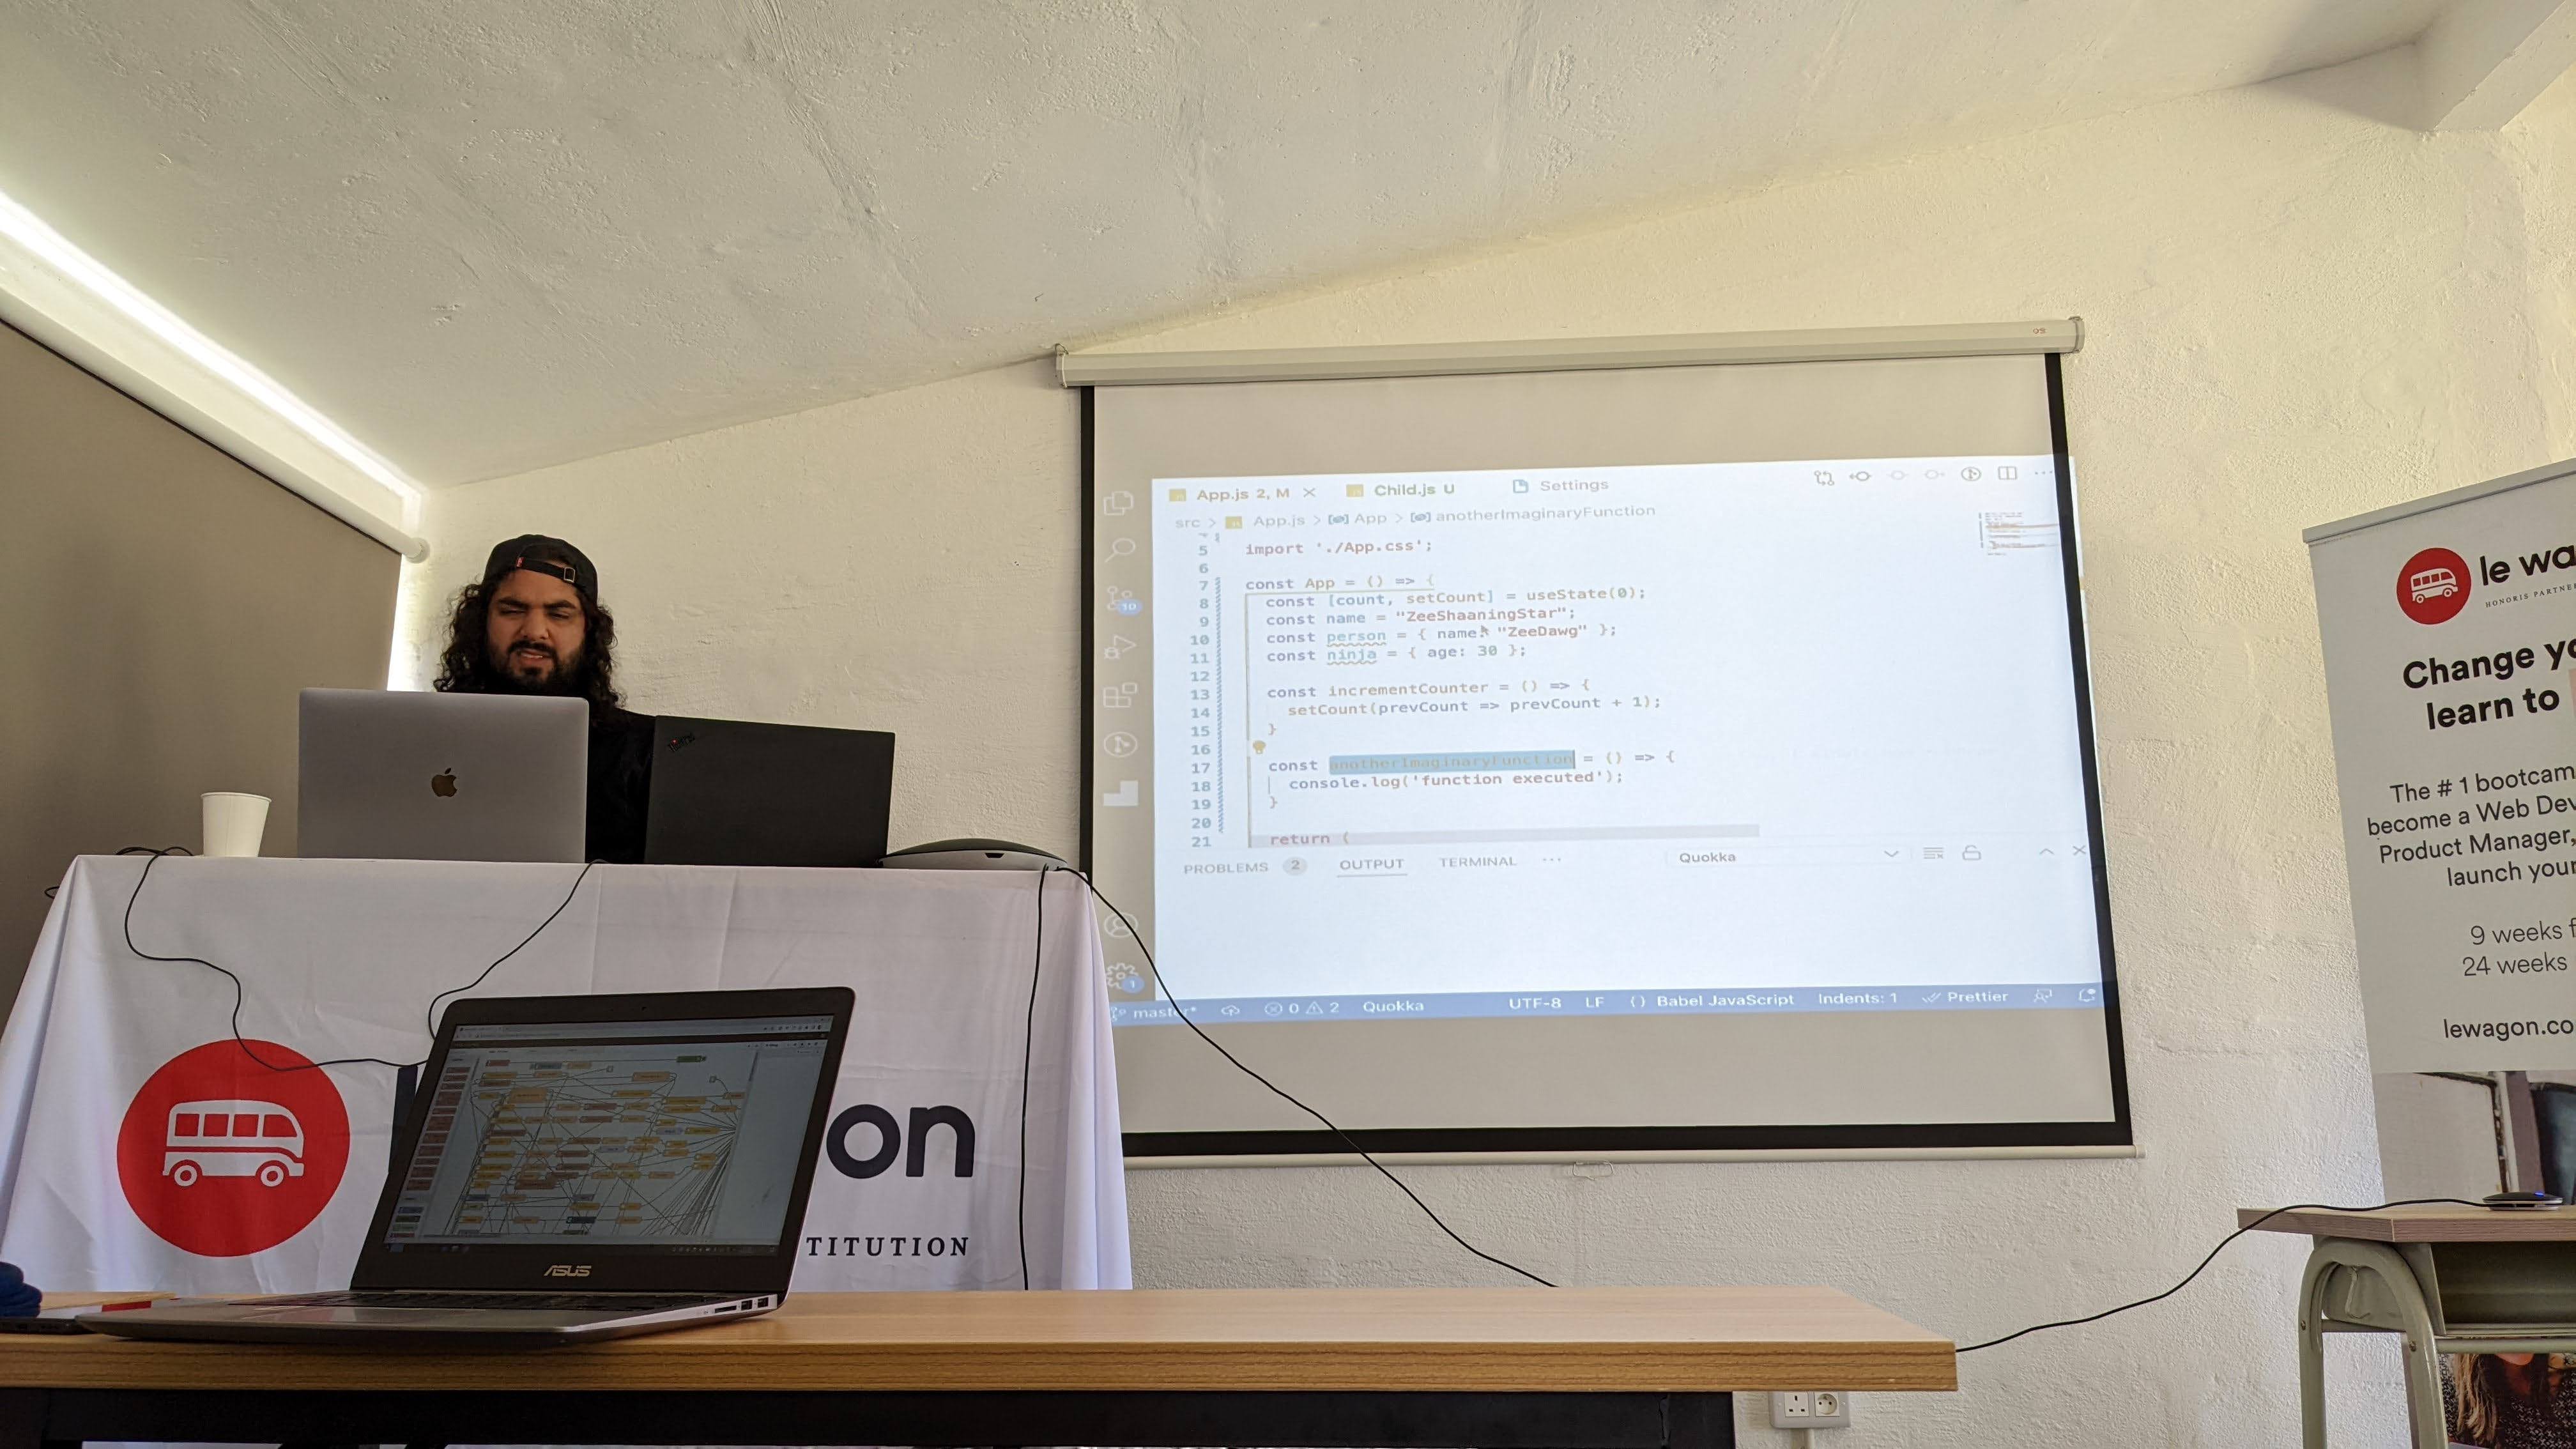 App.js 2, M
Child.js U
Settings
src > App.js > App > anotherImaginaryFunction
5 import './App.css';
6
7 const App = () => {
8 const [count, setCount] = useState(0);
9 const name = "ZeeShaaningStar";
10 const person = { name: "ZeeDawg" };
11 const ninja = { age: 30 };
12
13 const incrementCounter = () => {
14 setCount(prevCount => prevCount + 1);
15 }
16
17 const anotherImaginaryFunction = () => {
18 console.log('function executed');
19 }
20
21 return (
PROBLEMS 2 OUTPUT TERMINAL ... Quokka
10
1
master* 0 2 Quokka UTF-8 LF {} Babel JavaScript Indents: 1 Prettier
ThinkPad
on
TITUTION
ASUS
le wa
HONORIS PARTNE
Change yo
learn to
The # 1 bootcam
become a Web Dev
Product Manager,
launch your
9 weeks f
24 weeks
lewagon.co